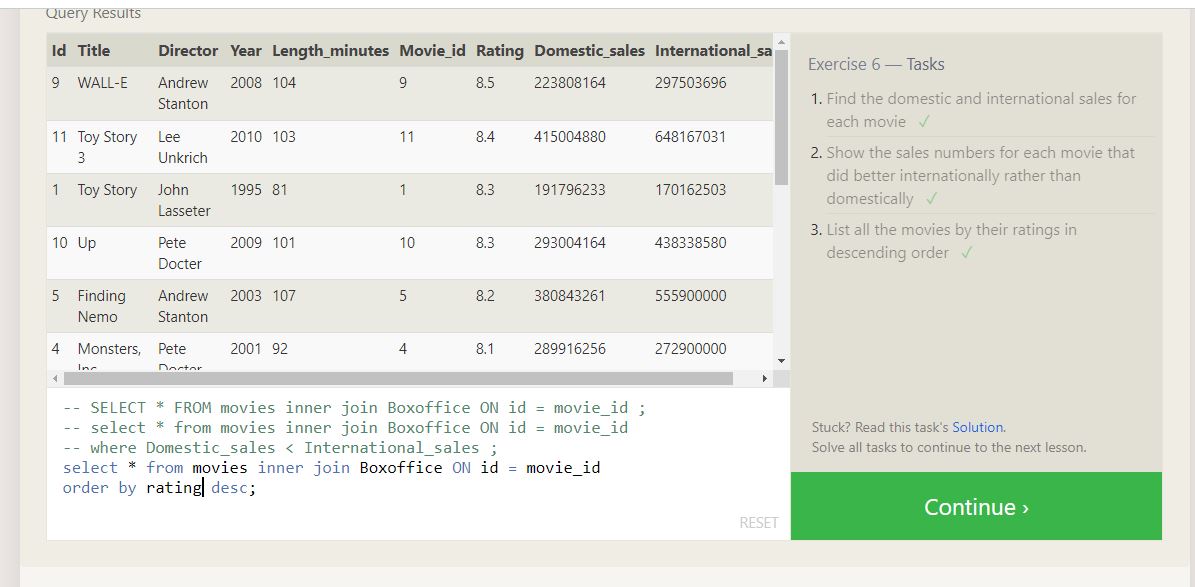 Query Results
Id Title Director Year Length_minutes Movie_id Rating Domestic_sales International_sa
9 WALL-E Andrew 2008 104 9 8.5 223808164 297503696
Stanton
11 Toy Story Lee 2010 103 11 8.4 415004880 648167031
3 Unkrich
1 Toy Story John 1995 81 1 8.3 191796233 170162503
Lasseter
10 Up Pete 2009 101 10 8.3 293004164 438338580
Docter
5 Finding Andrew 2003 107 5 8.2 380843261 555900000
Nemo Stanton
4 Monsters, Pete 2001 92 4 8.1 289916256 272900000
Inc. Docter
-- SELECT * FROM movies inner join Boxoffice ON id = movie_id ;
-- select * from movies inner join Boxoffice ON id = movie_id
-- where Domestic_sales < International_sales ;
select * from movies inner join Boxoffice ON id = movie_id
order by rating desc;
RESET
Exercise 6 — Tasks
1. Find the domestic and international sales for
each movie ✓
2. Show the sales numbers for each movie that
did better internationally rather than
domestically ✓
3. List all the movies by their ratings in
descending order ✓
Stuck? Read this task's Solution.
Solve all tasks to continue to the next lesson.
Continue ›